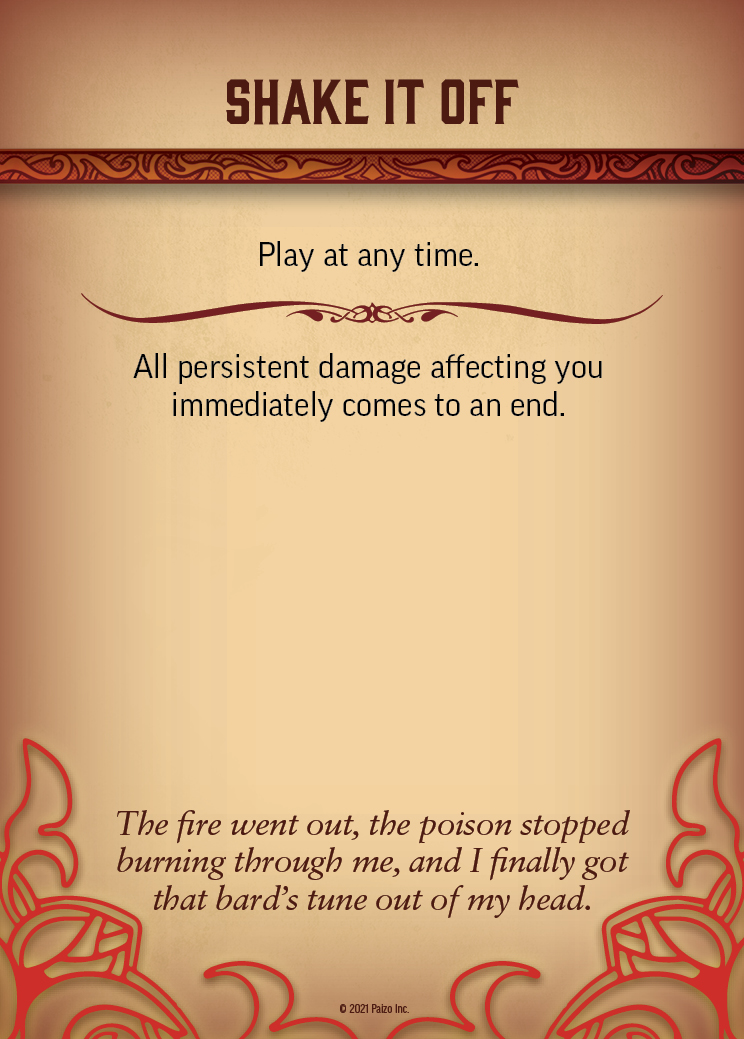 SHAKE IT OFF
Play at any time.
All persistent damage affecting you
immediately comes to an end.
The fire went out, the poison stopped
burning through me, and I finally got
that bard’s tune out of my head.
© 2021 Paizo Inc.